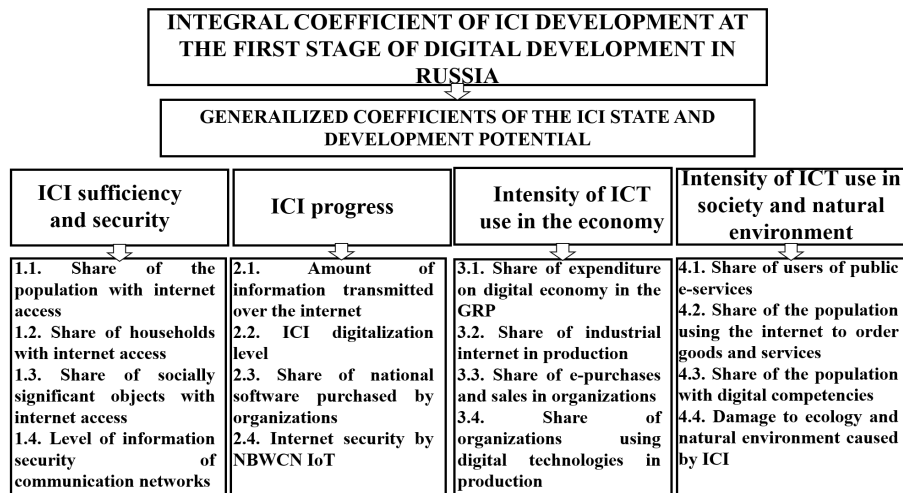 INTEGRAL COEFFICIENT OF ICI DEVELOPMENT AT
THE FIRST STAGE OF DIGITAL DEVELOPMENT IN
RUSSIA
GENERAILIZED COEFFICIENTS OF THE ICI STATE AND
DEVELOPMENT POTENTIAL
ICI sufficiency
and security
ICI progress
Intensity of ICT
use in the economy
Intensity of ICT use in
society and natural
environment
1.1. Share of the
population with internet
access
1.2. Share of households
with internet access
1.3. Share of socially
significant objects with
internet access
1.4. Level of information
security of
communication networks
2.1. Amount of
information transmitted
over the internet
2.2. ICI digitalization
level
2.3. Share of national
software purchased by
organizations
2.4. Internet security by
NBWCN IoT
3.1. Share of expenditure
on digital economy in the
GRP
3.2. Share of industrial
internet in production
3.3. Share of e-purchases
and sales in organizations
3.4. Share of
organizations using
digital technologies in
production
4.1. Share of users of public
e-services
4.2. Share of the population
using the internet to order
goods and services
4.3. Share of the population
with digital competencies
4.4. Damage to ecology and
natural environment caused
by ICI